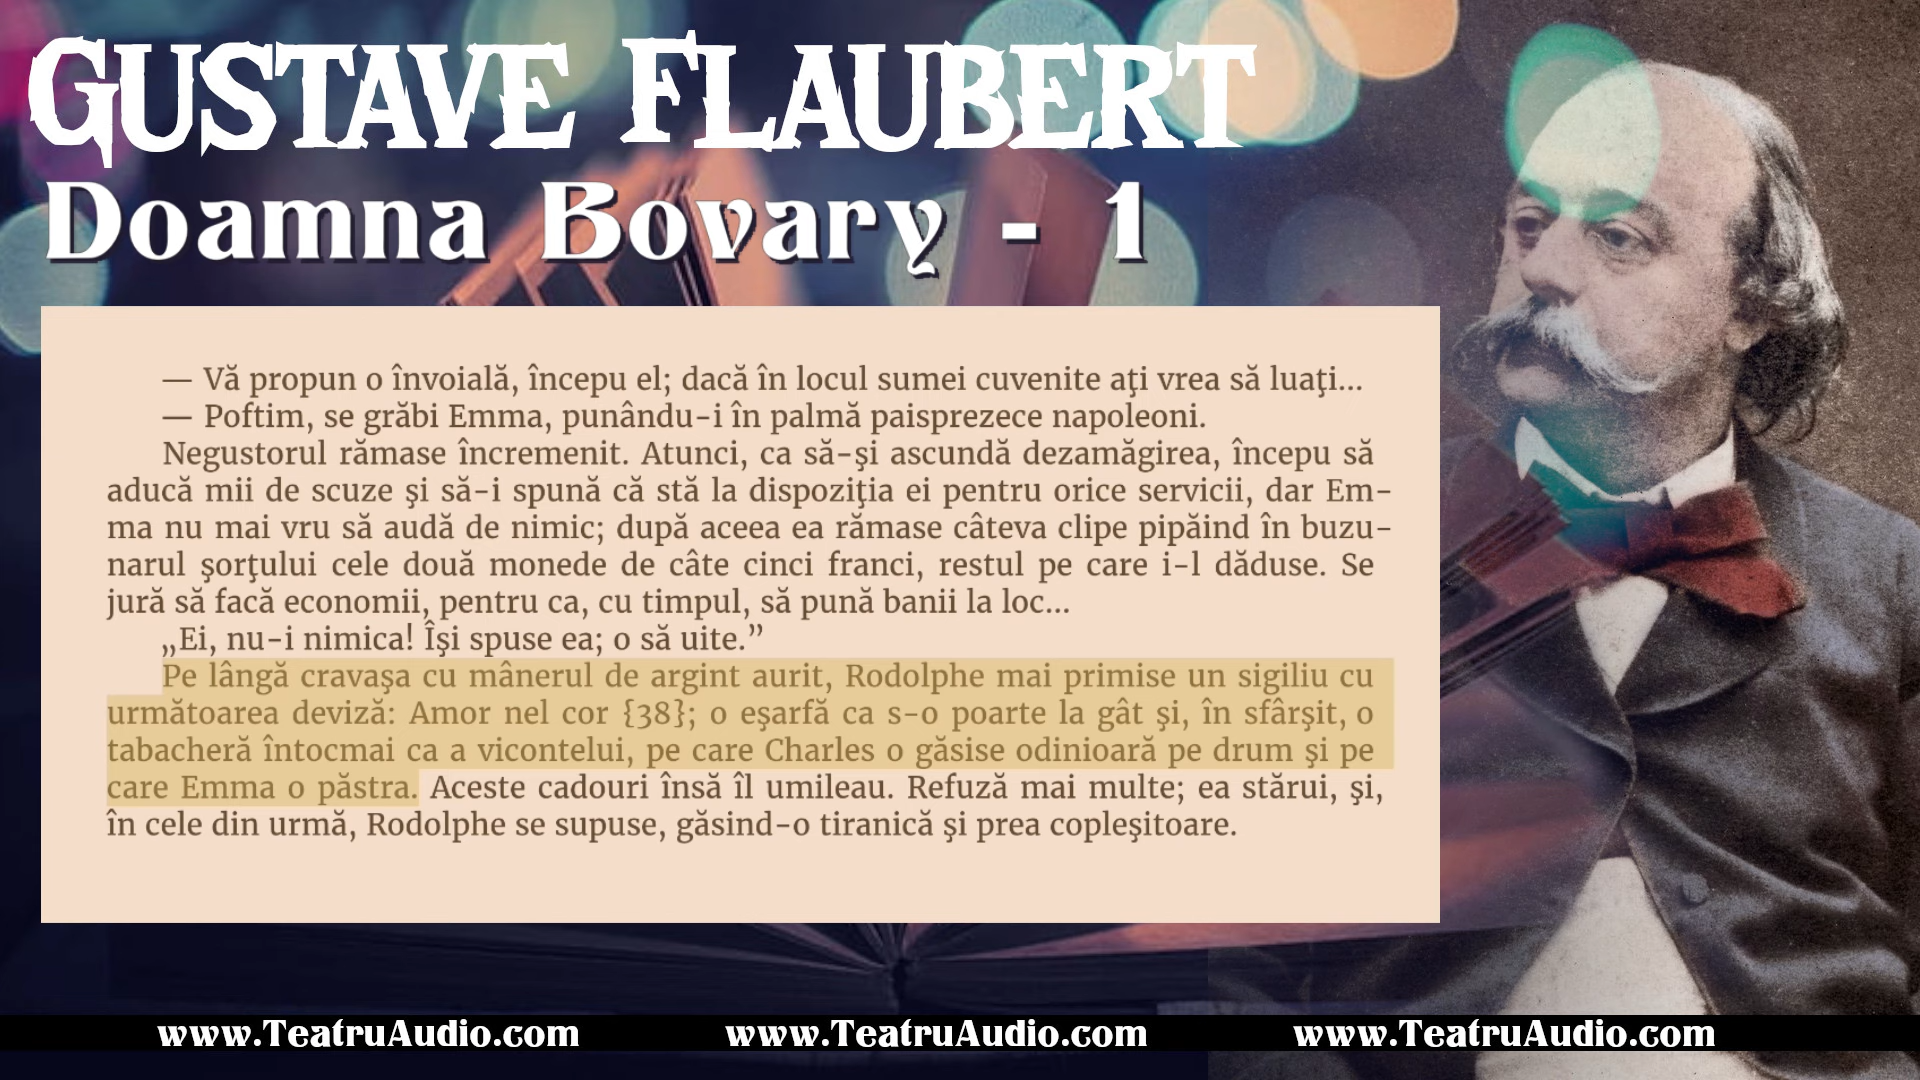 GUSTAVE FLAUBERT
Doamna Bovary - 1
— Vă propun o învoială, începu el; dacă în locul sumei cuvenite aţi vrea să luaţi...
— Poftim, se grăbi Emma, punându-i în palmă paisprezece napoleoni.
Negustorul rămase încremenit. Atunci, ca să-şi ascundă dezamăgirea, începu să
aducă mii de scuze şi să-i spună că stă la dispoziţia ei pentru orice servicii, dar Em-
ma nu mai vru să audă de nimic; după aceea ea rămase câteva clipe pipăind în buzu-
narul şorţului cele două monede de câte cinci franci, restul pe care i-l dăduse. Se
jură să facă economii, pentru ca, cu timpul, să pună banii la loc...
„Ei, nu-i nimica! Îşi spuse ea; o să uite.”
Pe lângă cravaşa cu mânerul de argint aurit, Rodolphe mai primise un sigiliu cu
următoarea deviză: Amor nel cor {38}; o eşarfă ca s-o poarte la gât şi, în sfârşit, o
tabacheră întocmai ca a vicontelui, pe care Charles o găsise odinioară pe drum şi pe
care Emma o păstra. Aceste cadouri însă îl umileau. Refuză mai multe; ea stărui, şi,
în cele din urmă, Rodolphe se supuse, găsind-o tiranică şi prea copleşitoare.
www.TeatruAudio.com www.TeatruAudio.com www.TeatruAudio.com